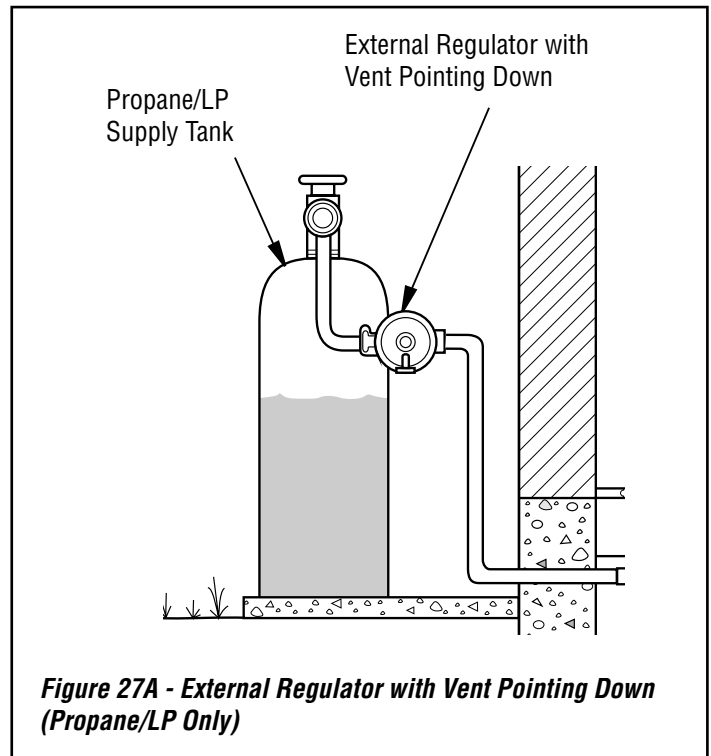 External Regulator with
Vent Pointing Down
Propane/LP
Supply Tank
Figure 27A - External Regulator with Vent Pointing Down
(Propane/LP Only)